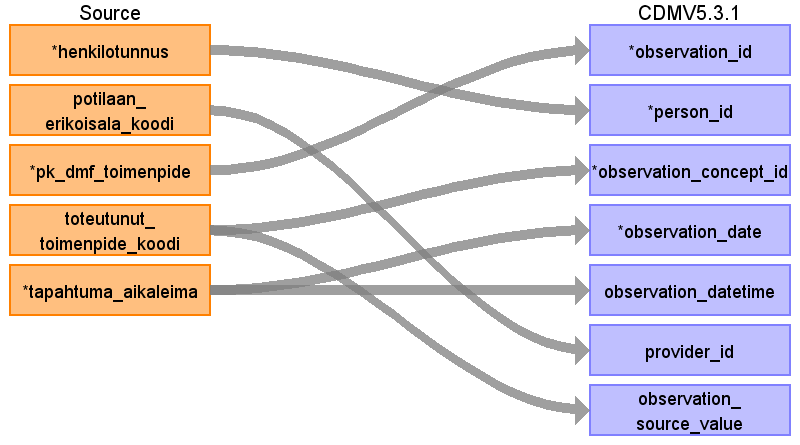 Source
CDMV5.3.1
*henkilotunnus
*observation_id
potilaan_
erikoisala_koodi
*person_id
*pk_dmf_toimenpide
*observation_concept_id
toteutunut_
toimenpide_koodi
*observation_date
*tapahtuma_aikaleima
observation_datetime
provider_id
observation_
source_value